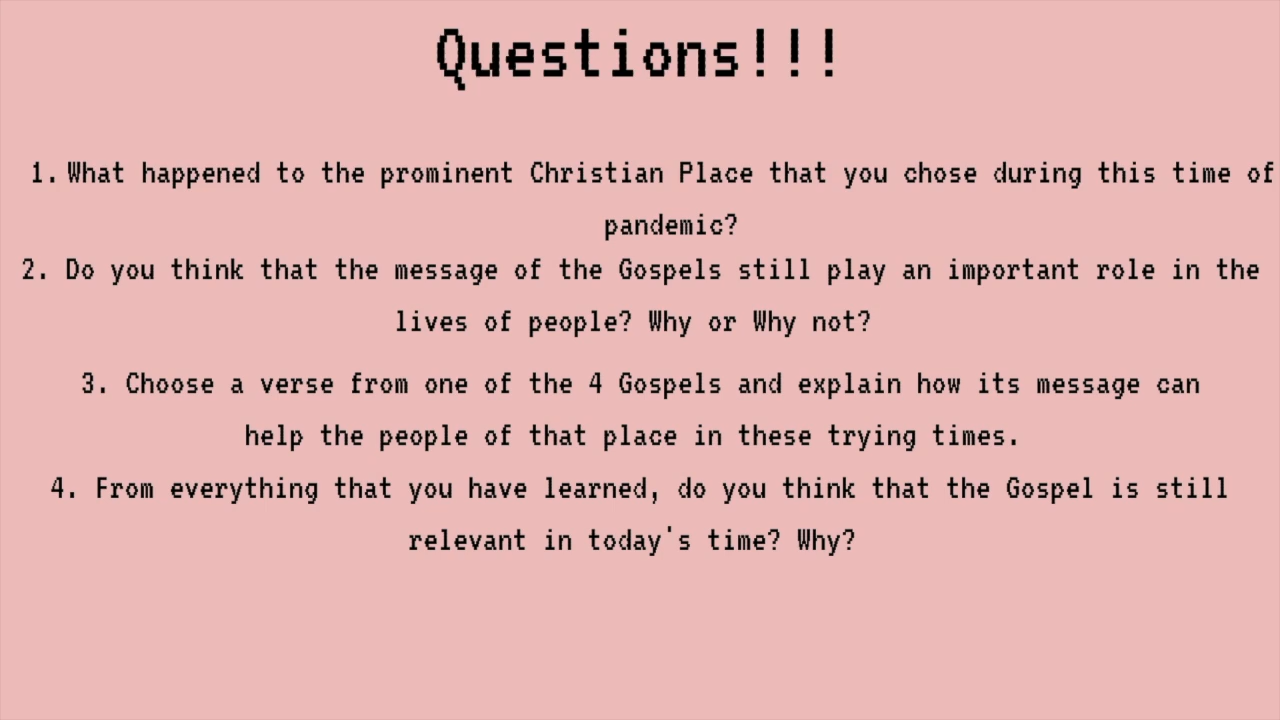 Questions!!!
1. What happened to the prominent Christian Place that you chose during this time of
pandemic?
2. Do you think that the message of the Gospels still play an important role in the
lives of people? Why or Why not?
3. Choose a verse from one of the 4 Gospels and explain how its message can
help the people of that place in these trying times.
4. From everything that you have learned, do you think that the Gospel is still
relevant in today's time? Why?